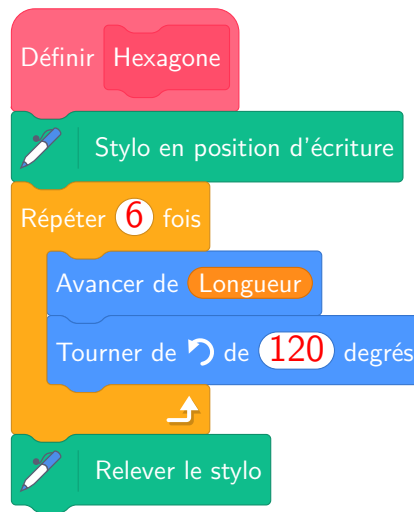 Définir Hexagone
Stylo en position d'écriture
Répéter 6 fois
Avancer de Longueur
Tourner de de 120 degrés
Relever le stylo